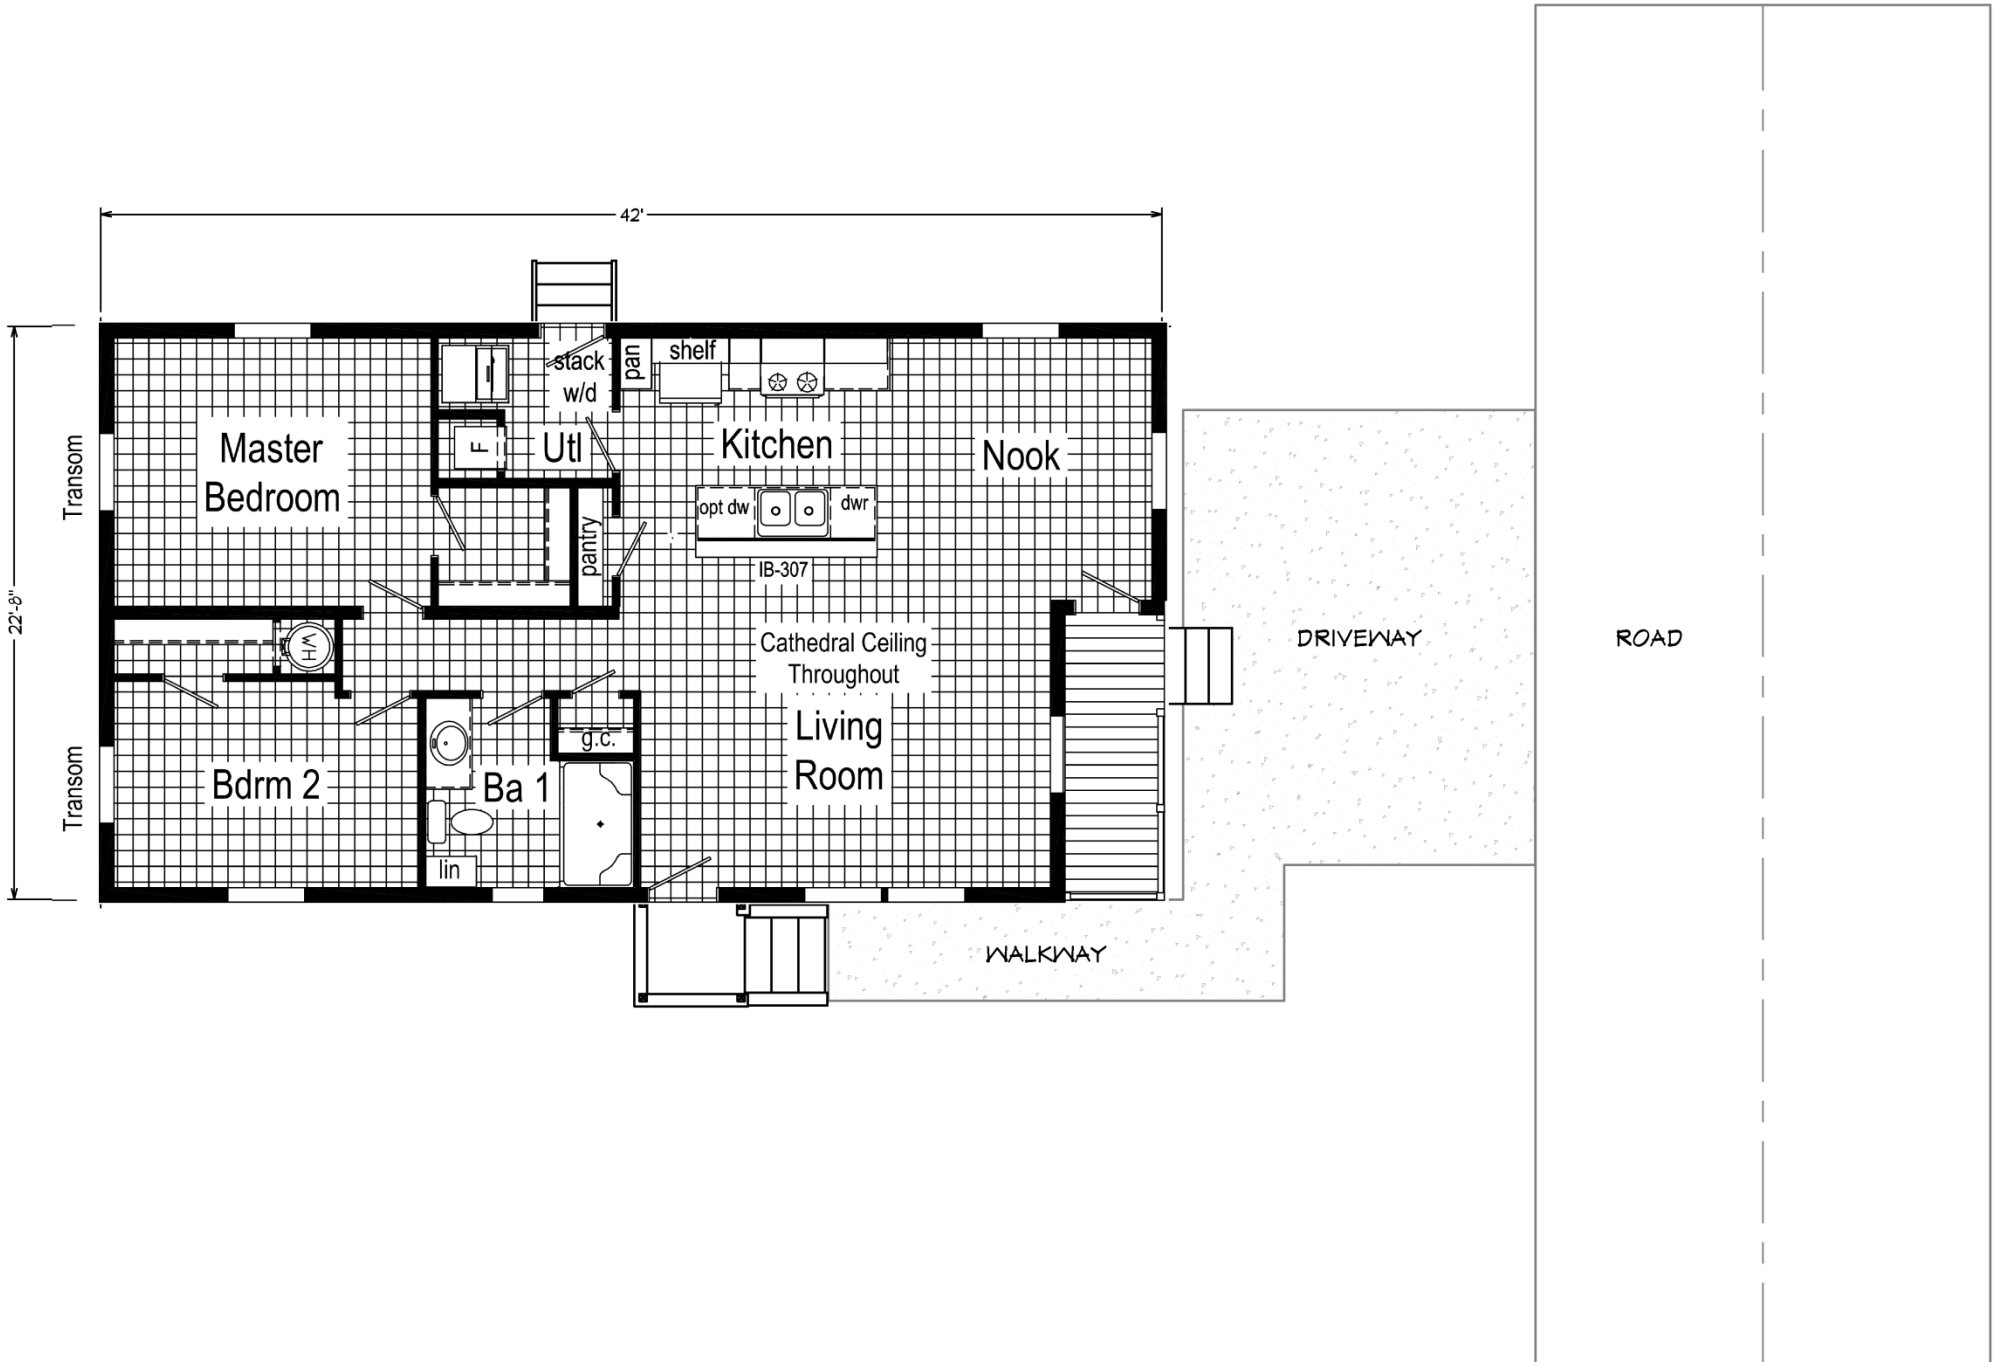 42'
22'-8"
Transom
Transom
Master
Bedroom
stack
w/d
F
Utl
pan
shelf
Kitchen
Nook
opt dw
dwr
IB-307
pantry
WH
Cathedral Ceiling
Throughout
Living
Room
Bdrm 2
Ba 1
g.c.
lin
DRIVEWAY
ROAD
WALKWAY